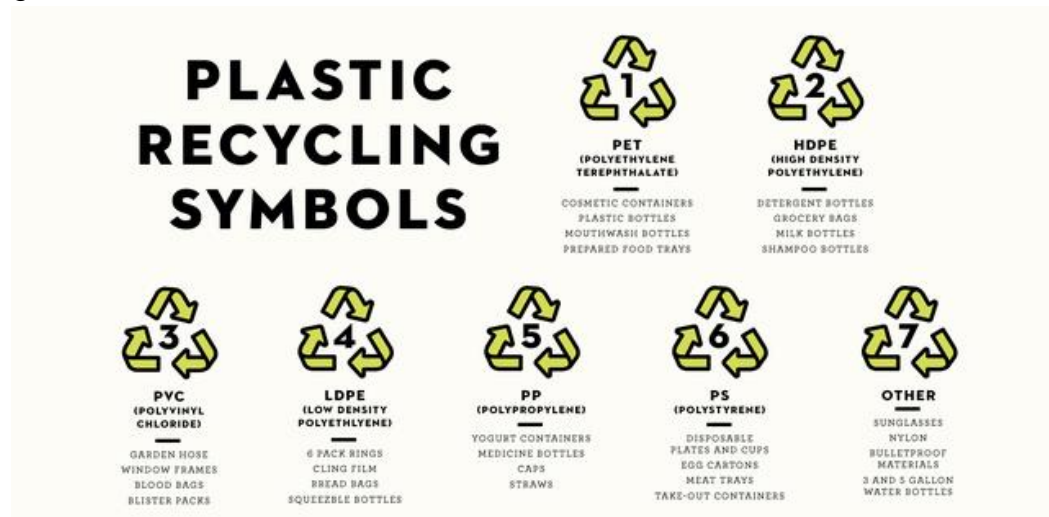 PLASTIC
RECYCLING
SYMBOLS
1
PET
(POLYETHYLENE
TEREPHTHALATE)
COSMETIC CONTAINERS
PLASTIC BOTTLES
MOUTHWASH BOTTLES
PREPARED FOOD TRAYS
2
HDPE
(HIGH DENSITY
POLYETHYLENE)
DETERGENT BOTTLES
GROCERY BAGS
MILK BOTTLES
SHAMPOO BOTTLES
3
PVC
(POLYVINYL
CHLORIDE)
GARDEN HOSE
WINDOW FRAMES
BLOOD BAGS
BLISTER PACKS
4
LDPE
(LOW DENSITY
POLYETHLYENE)
6 PACK RINGS
CLING FILM
BREAD BAGS
SQUEEZBLE BOTTLES
5
PP
(POLYPROPYLENE)
YOGURT CONTAINERS
MEDICINE BOTTLES
CAPS
STRAWS
6
PS
(POLYSTYRENE)
DISPOSABLE
PLATES AND CUPS
EGG CARTONS
MEAT TRAYS
TAKE-OUT CONTAINERS
7
OTHER
SUNGLASSES
NYLON
BULLETPROOF
MATERIALS
3 AND 5 GALLON
WATER BOTTLES